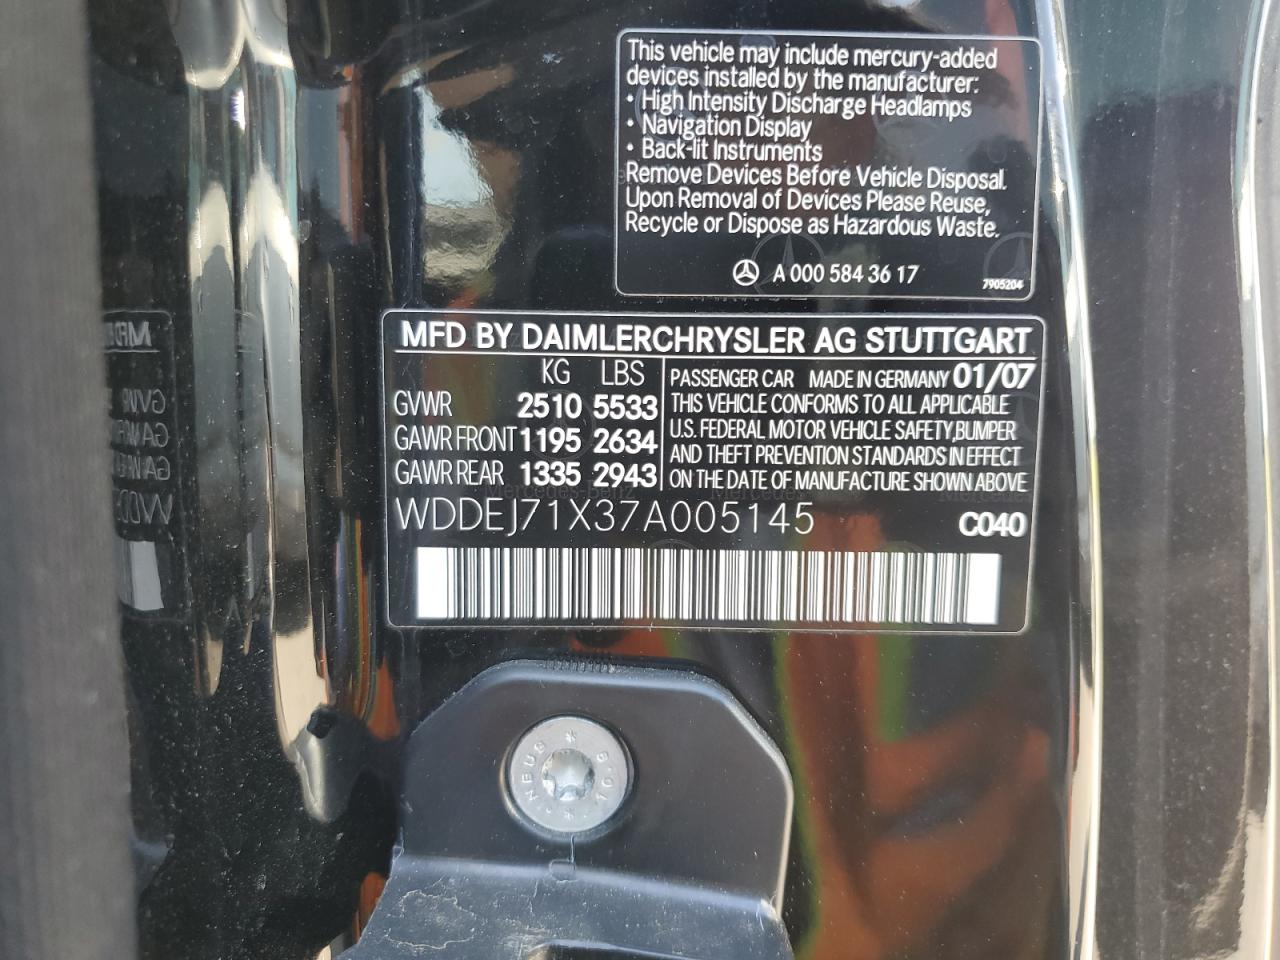 This vehicle may include mercury-added
devices installed by the manufacturer:
• High Intensity Discharge Headlamps
• Navigation Display
• Back-lit Instruments
Remove Devices Before Vehicle Disposal.
Upon Removal of Devices Please Reuse,
Recycle or Dispose as Hazardous Waste.
A 000 584 36 17
7905204
MFD BY DAIMLERCHRYSLER AG STUTTGART
KG LBS
GVWR 2510 5533
GAWR FRONT 1195 2634
GAWR REAR 1335 2943
PASSENGER CAR MADE IN GERMANY 01/07
THIS VEHICLE CONFORMS TO ALL APPLICABLE
U.S. FEDERAL MOTOR VEHICLE SAFETY,BUMPER
AND THEFT PREVENTION STANDARDS IN EFFECT
ON THE DATE OF MANUFACTURE SHOWN ABOVE
WDDEJ71X37A005145 C040